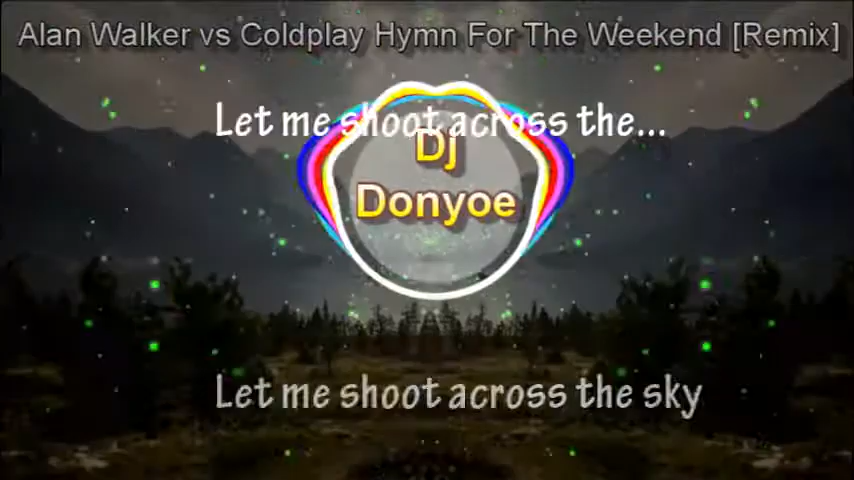 Alan Walker vs Coldplay Hymn For The Weekend [Remix]
Let me shoot across the...
Dj
Donyoe
Let me shoot across the sky